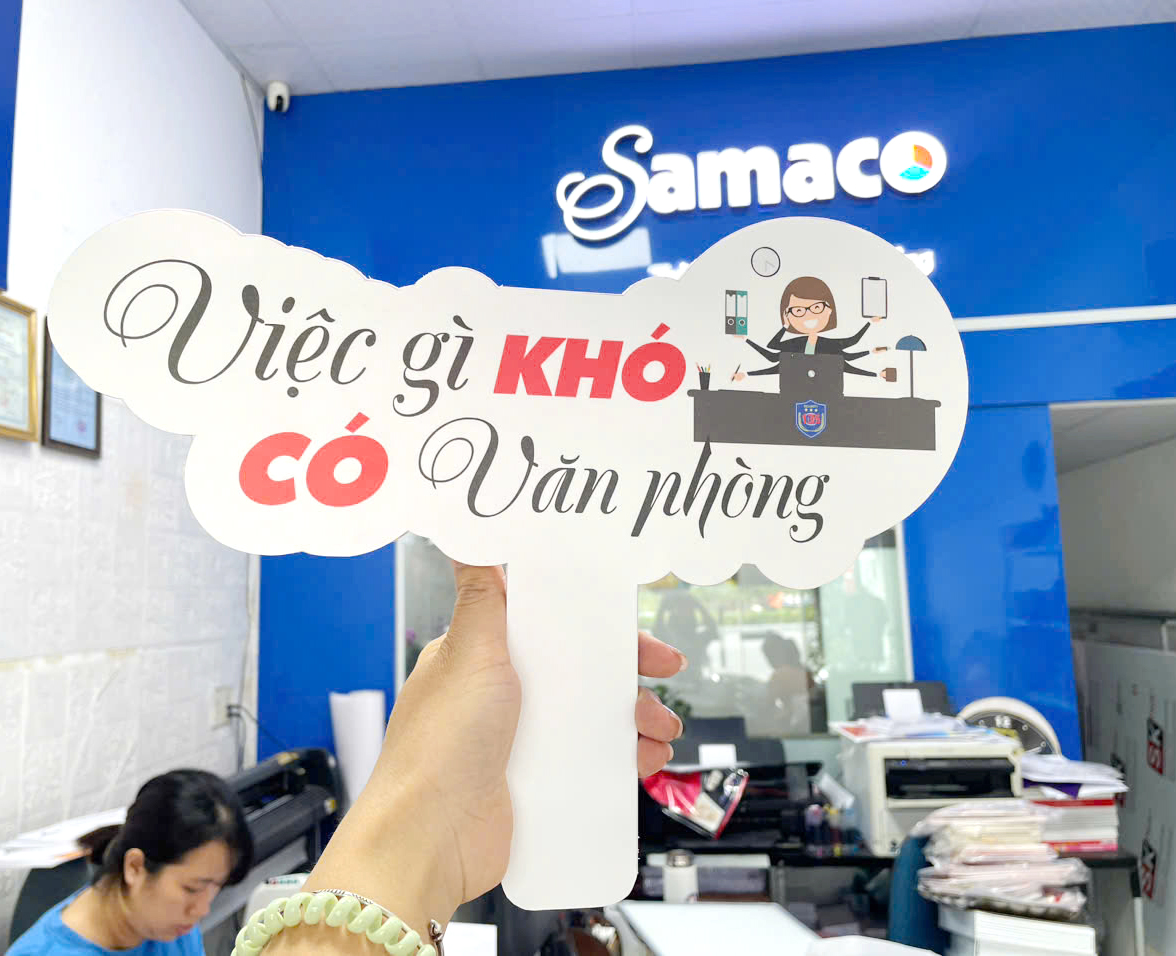 Samaco
Việc gì KHÓ
CÓ Văn phòng